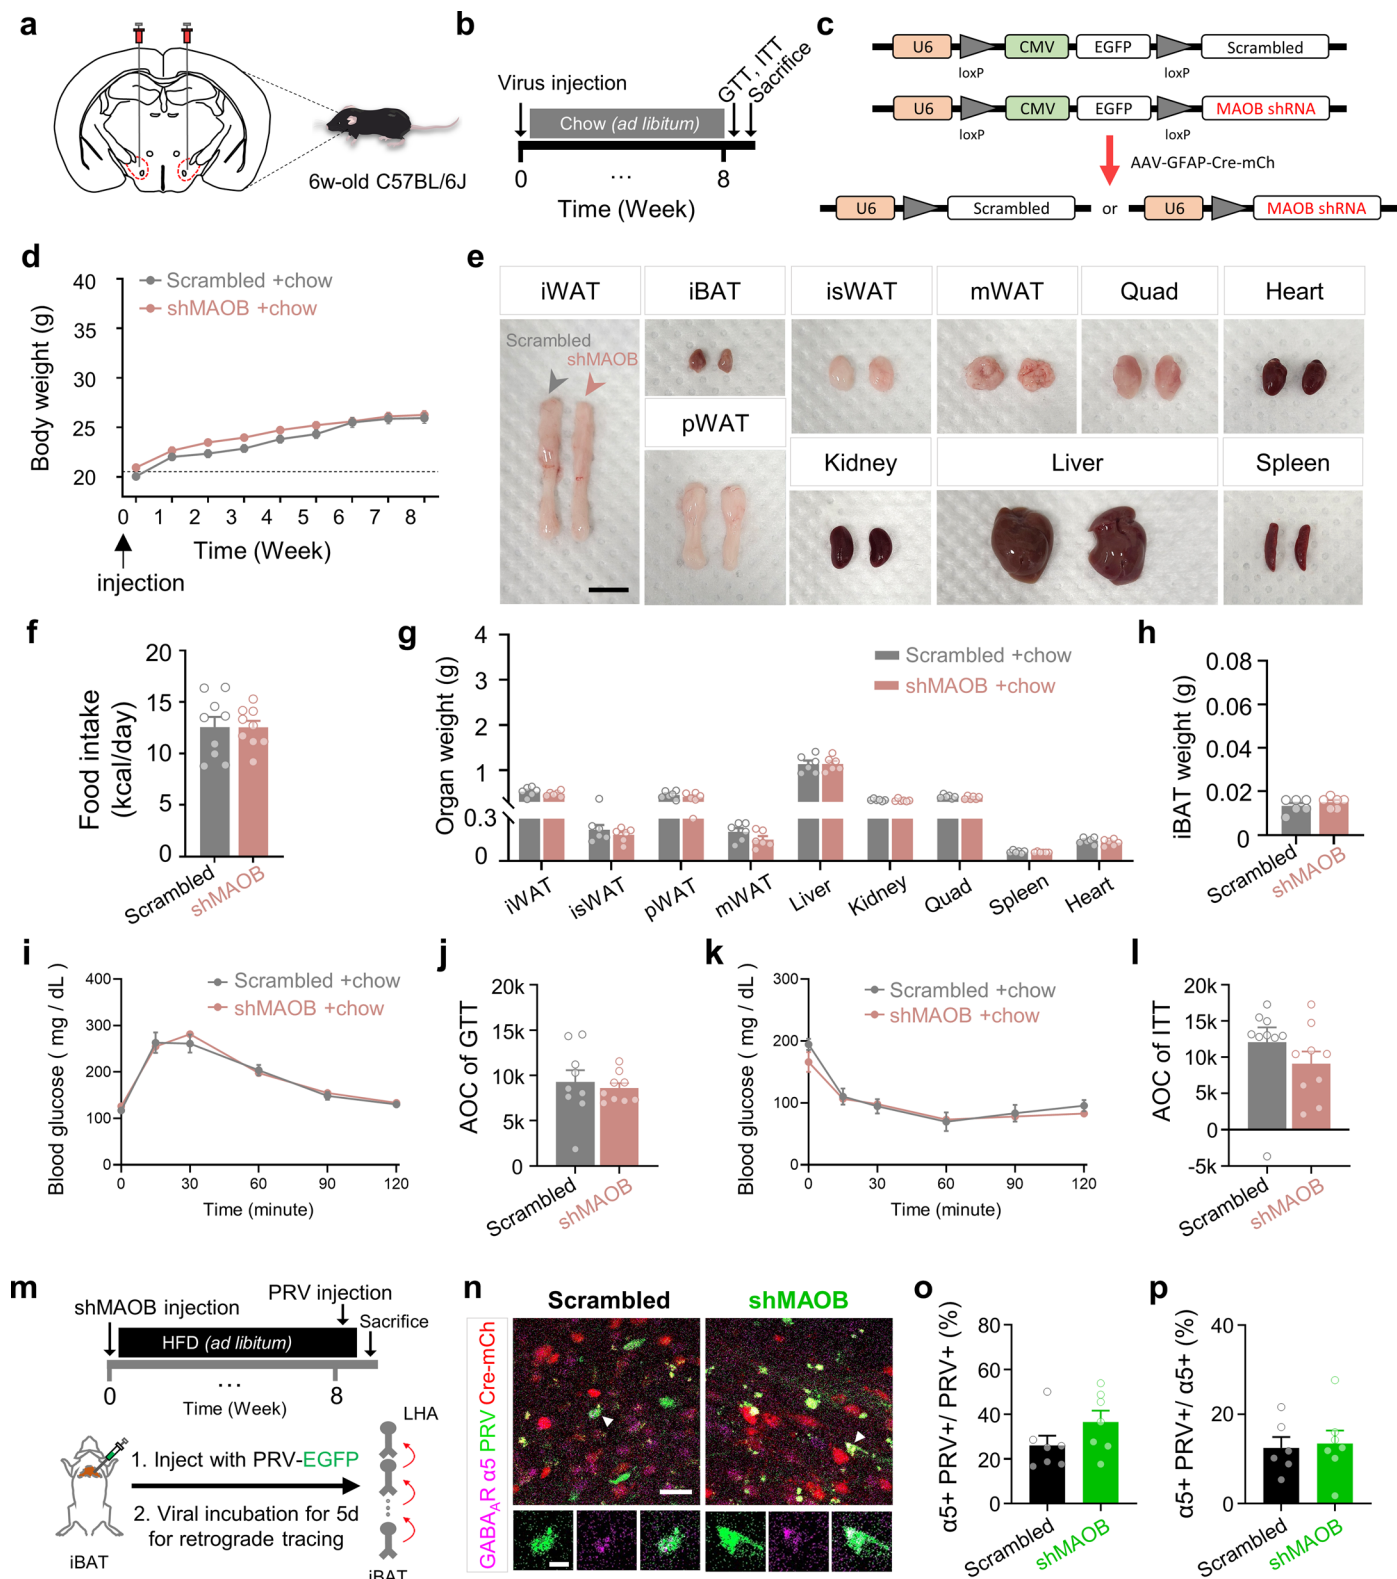 a
6w-old C57BL/6J
b
Virus injection
GTT, ITT
Sacrifice
Chow (ad libitum)
0 ... 8
Time (Week)
c
U6 CMV EGFP Scrambled
loxP loxP
U6 CMV EGFP MAOB shRNA
loxP loxP
AAV-GFAP-Cre-mCh
U6 Scrambled or U6 MAOB shRNA
d
Scrambled +chow
shMAOB +chow
Body weight (g)
40
35
30
25
20
0 1 2 3 4 5 6 7 8
Time (Week)
injection
e
iWAT iBAT isWAT mWAT Quad Heart
Scrambled
shMAOB
pWAT
Kidney Liver Spleen
f
Food intake
(kcal/day)
20
15
10
5
0
Scrambled
shMAOB
g
Organ weight (g)
4
3
2
1
0.3
0
Scrambled +chow
shMAOB +chow
iWAT isWAT pWAT mWAT Liver Kidney Quad Spleen Heart
h
iBAT weight (g)
0.08
0.06
0.04
0.02
0
Scrambled
shMAOB
i
Blood glucose ( mg / dL )
400
300
200
100
0
Scrambled +chow
shMAOB +chow
0 30 60 90 120
Time (minute)
j
AOC of GTT
20k
15k
10k
5k
0
Scrambled
shMAOB
k
Blood glucose ( mg / dL )
300
200
100
0
Scrambled +chow
shMAOB +chow
0 30 60 90 120
Time (minute)
l
AOC of ITT
20k
15k
10k
5k
0
-5k
Scrambled
shMAOB
m
PRV injection
shMAOB injection
Sacrifice
HFD (ad libitum)
0 ... 8
Time (Week)
LHA
1. Inject with PRV-EGFP
2. Viral incubation for 5d
for retrograde tracing
iBAT
iBAT
n
Scrambled shMAOB
GABAAR α5 PRV Cre-mCh
o
α5+ PRV+/ PRV+ (%)
80
60
40
20
0
Scrambled
shMAOB
p
α5+ PRV+/ α5+ (%)
40
20
0
Scrambled
shMAOB